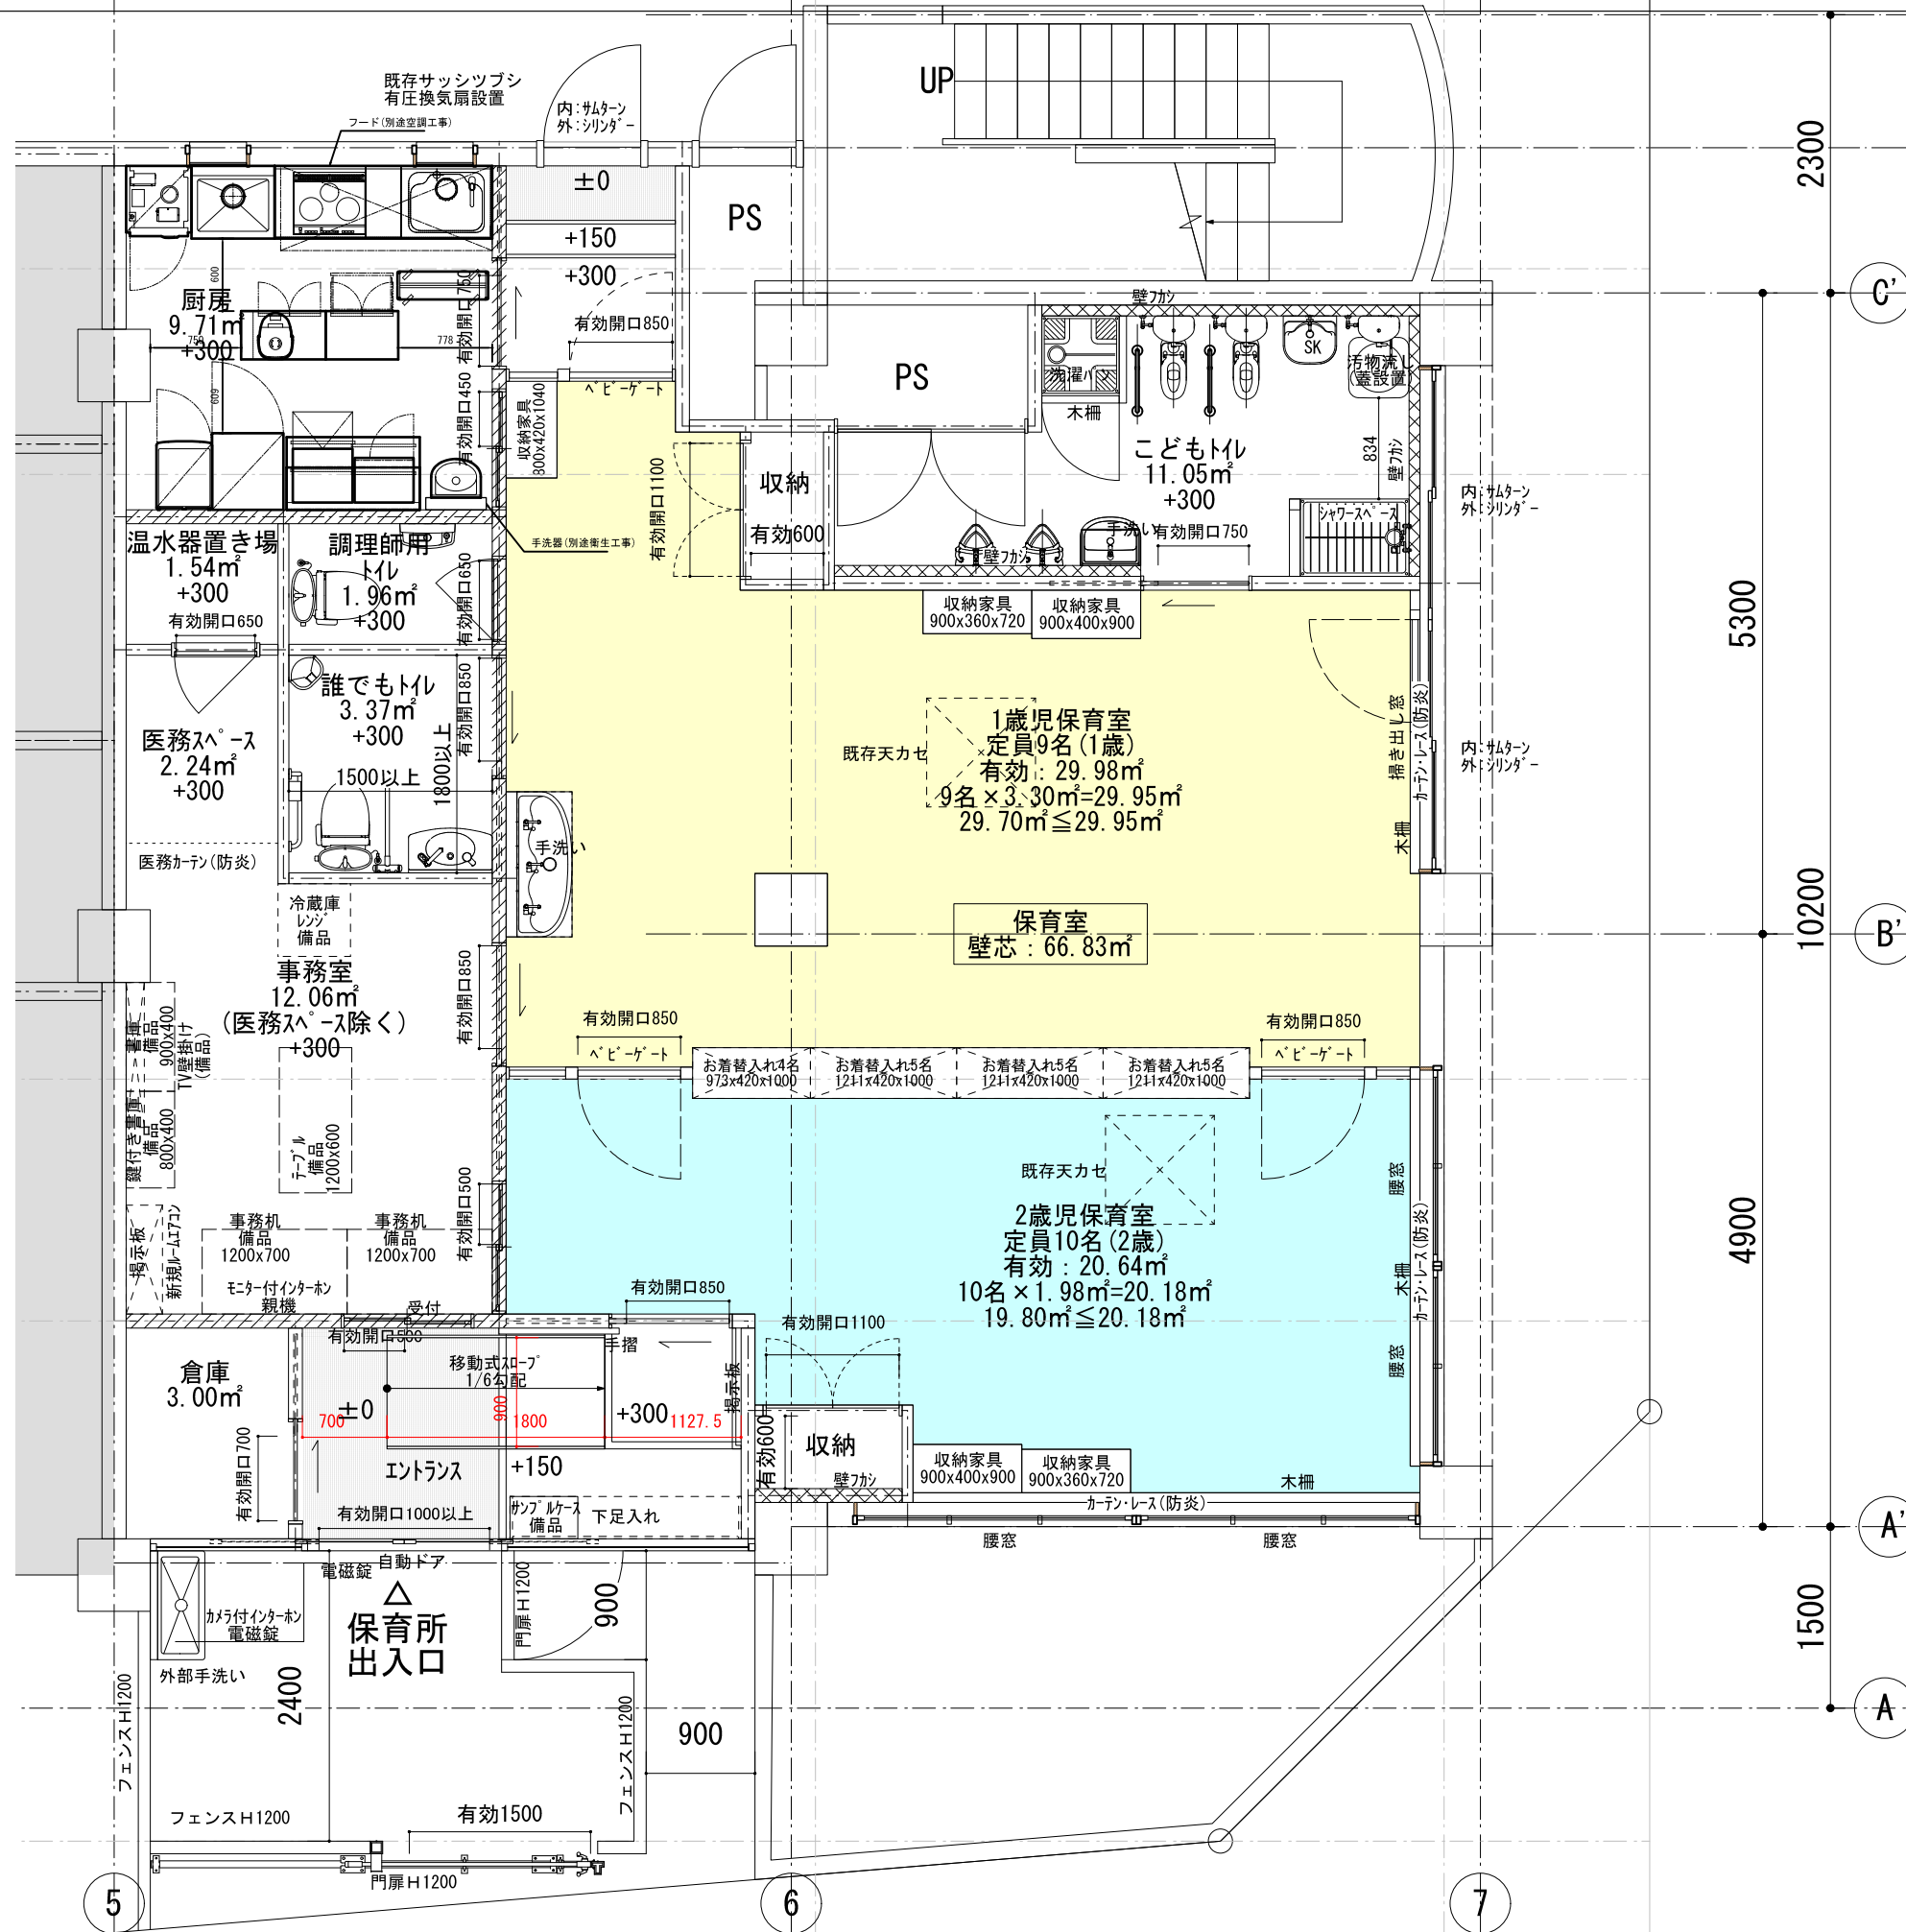 既存サッシツブシ
有圧換気扇設置
フード(別途空調工事)
内:サムターン
外:シリンダー
UP
2300
±0
+150
+300
PS
C'
厨房
9.71㎡
+300
600
759
778
609
有効開口750
有効開口850
ベビーゲート
有効開口450
収納家具
800x420x1040
壁フカシ
PS
洗濯パン
木柵
SK
汚物流し
(蓋設置)
834
壁フカシ
こどもトイレ
11.05㎡
+300
収納
有効600
有効開口1100
壁フカシ
手洗い
有効開口750
シャワースペース
内:サムターン
外:シリンダー
温水器置き場
1.54㎡
+300
有効開口650
調理師用
トイレ
1.96㎡
+300
手洗器(別途衛生工事)
有効開口650
収納家具
900x360x720
収納家具
900x400x900
5300
誰でもトイレ
3.37㎡
+300
有効開口850
1500以上
1800以上
医務スペース
2.24㎡
+300
医務カーテン(防炎)
手洗い
既存天カセ
1歳児保育室
定員9名(1歳)
有効:29.98㎡
9名×3.30㎡=29.95㎡
29.70㎡≦29.95㎡
掃き出し窓
カーテン・レース(防炎)
木柵
内:サムターン
外:シリンダー
保育室
壁芯:66.83㎡
10200
B'
冷蔵庫
レンジ
備品
事務室
12.06㎡
(医務スペース除く)
+300
有効開口850
書庫
備品
900x400
TV壁掛け
(備品)
鍵付き書庫
備品
800x400
テーブル
備品
1200x600
有効開口850
ベビーゲート
お着替入れ4名
973x420x1000
お着替入れ5名
1211x420x1000
お着替入れ5名
1211x420x1000
お着替入れ5名
1211x420x1000
有効開口850
ベビーゲート
掲示板
新規ルームエアコン
事務机
備品
1200x700
事務机
備品
1200x700
有効開口500
モニター付インターホン
親機
受付
既存天カセ
2歳児保育室
定員10名(2歳)
有効:20.64㎡
10名×1.98㎡=20.18㎡
19.80㎡≦20.18㎡
腰窓
カーテン・レース(防炎)
木柵
腰窓
4900
有効開口850
有効開口1100
有効開口500
手摺
倉庫
3.00㎡
移動式スロープ
1/6勾配
±0
700
900
1800
+300
1127.5
掲示板
有効開口700
エントランス
+150
有効600
収納
壁フカシ
収納家具
900x400x900
収納家具
900x360x720
木柵
有効開口1000以上
サンプルケース
備品
下足入れ
カーテン・レース(防炎)
腰窓
腰窓
A'
電磁錠
自動ドア
カメラ付インターホン
電磁錠
外部手洗い
保育所
出入口
門扉H1200
900
1500
フェンスH1200
2400
フェンスH1200
900
A
フェンスH1200
有効1500
門扉H1200
5
6
7